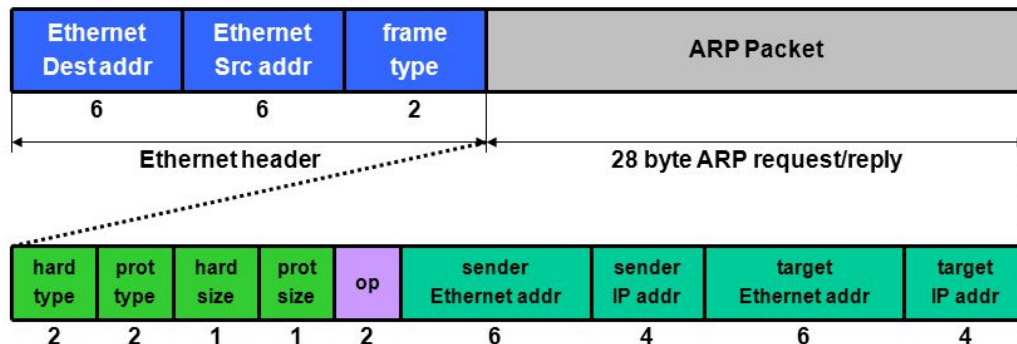 Ethernet Dest addr
Ethernet Src addr
frame type
ARP Packet
6 6 2
Ethernet header
28 byte ARP request/reply
hard type
prot type
hard size
prot size
op
sender Ethernet addr
sender IP addr
target Ethernet addr
target IP addr
2 2 1 1 2 6 4 6 4